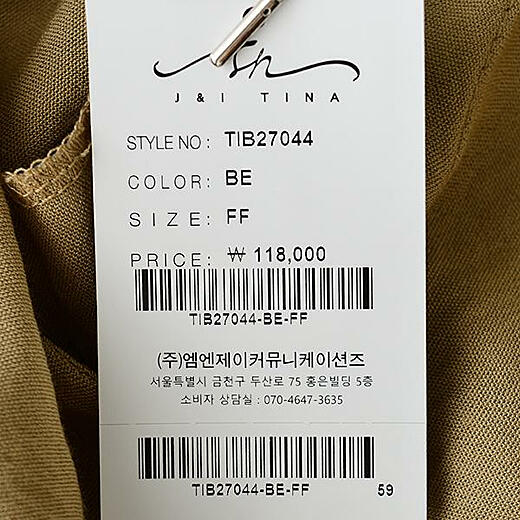 J & I TINA
STYLE NO : TIB27044
COLOR : BE
SIZE : FF
PRICE : ₩ 118,000
TIB27044-BE-FF
(주)엠엔제이커뮤니케이션즈
서울특별시 금천구 두산로 75 홍은빌딩 5층
소비자 상담실 : 070-4647-3635
TIB27044-BE-FF 59